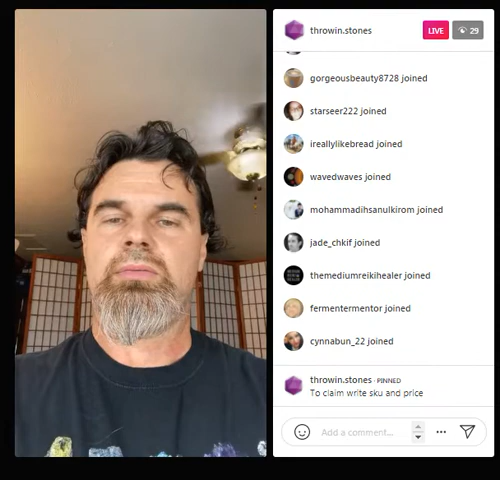 throwin.stones
LIVE
29
gorgeousbeauty8728 joined
starseer222 joined
ireallylikebread joined
wavedwaves joined
mohammadihsanulkirom joined
jade_chkif joined
themediumreikihealer joined
fermentermentor joined
cynnabun_22 joined
throwin.stones · PINNED
To claim write sku and price
Add a comment...